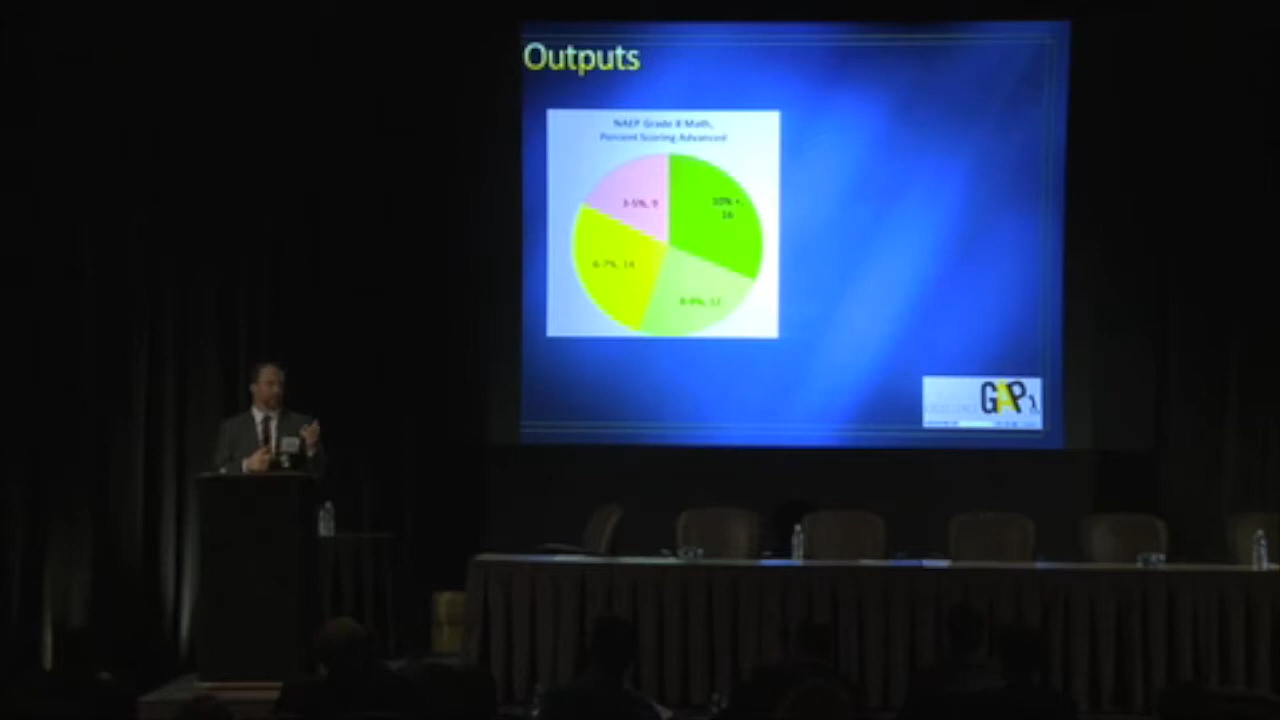 Outputs
NAEP Grade 8 Math,
Percent Scoring Advanced
3-5%, 9
10% +,
16
6-7%, 14
8-9%, 12
EXCELLENCE
GAP